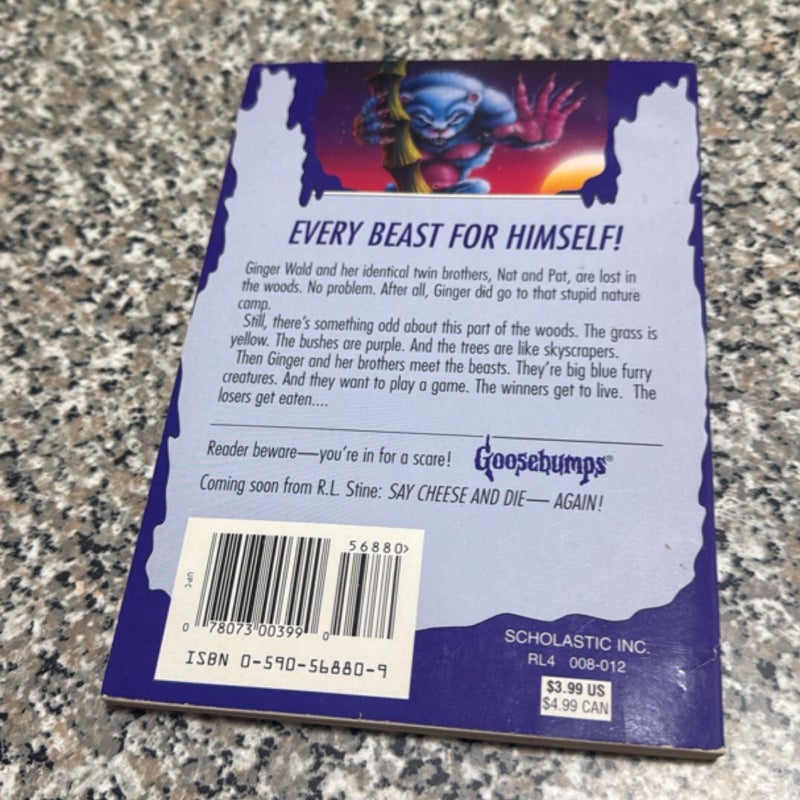 EVERY BEAST FOR HIMSELF!
Ginger Wald and her identical twin brothers, Nat and Pat, are lost in
the woods. No problem. After all, Ginger did go to that stupid nature
camp.
Still, there's something odd about this part of the woods. The grass is
yellow. The bushes are purple. And the trees are like skyscrapers.
Then Ginger and her brothers meet the beasts. They're big blue furry
creatures. And they want to play a game. The winners get to live. The
losers get eaten....
Reader beware—you're in for a scare! Goosebumps®
Coming soon from R.L. Stine: SAY CHEESE AND DIE— AGAIN!
56880>
UPC
0 78073 00399 0
ISBN 0-590-56880-9
SCHOLASTIC INC.
RL4 008-012
$3.99 US
$4.99 CAN